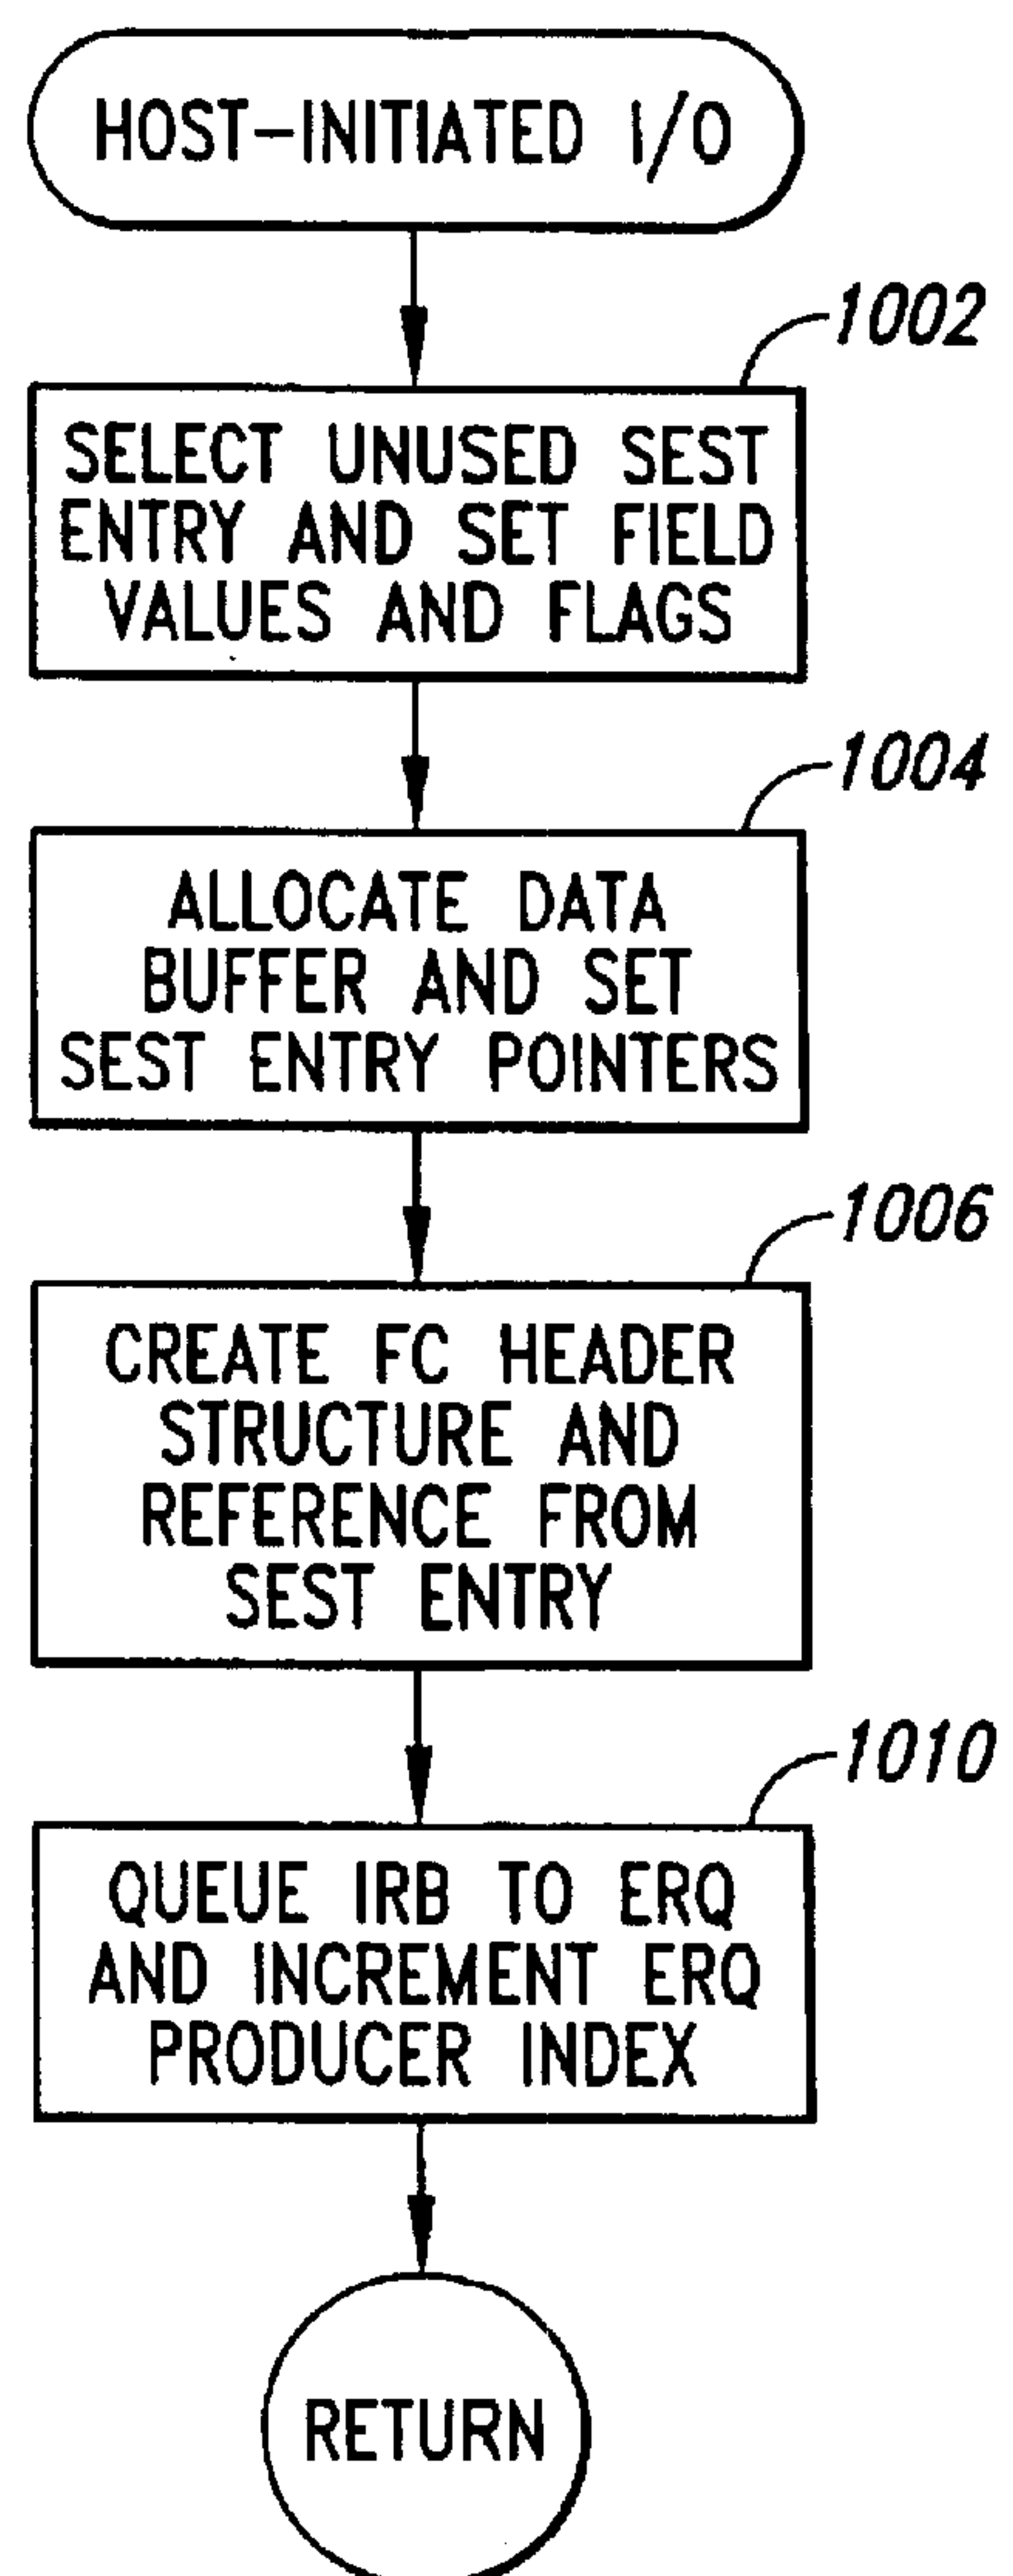 HOST-INITIATED I/O
1002
SELECT UNUSED SEST
ENTRY AND SET FIELD
VALUES AND FLAGS
1004
ALLOCATE DATA
BUFFER AND SET
SEST ENTRY POINTERS
1006
CREATE FC HEADER
STRUCTURE AND
REFERENCE FROM
SEST ENTRY
1010
QUEUE IRB TO ERQ
AND INCREMENT ERQ
PRODUCER INDEX
RETURN